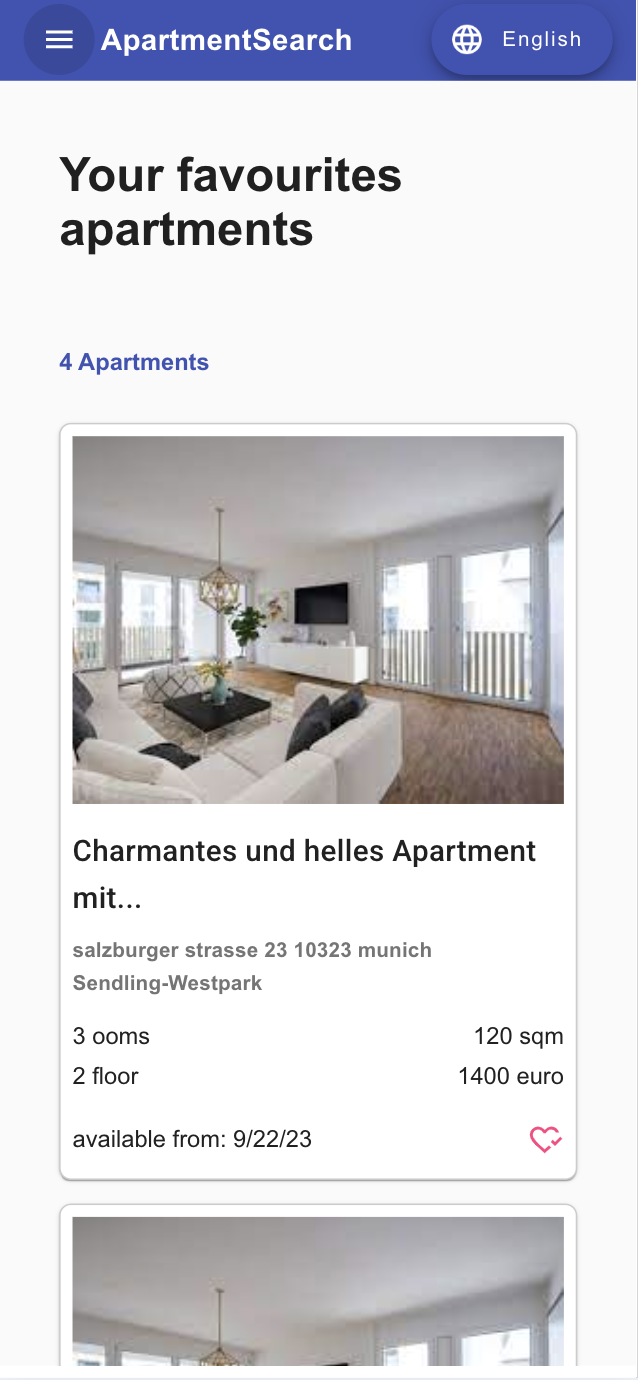 ApartmentSearch
English
Your favourites
apartments
4 Apartments
Charmantes und helles Apartment
mit...
salzburger strasse 23 10323 munich
Sendling-Westpark
3 ooms
120 sqm
2 floor
1400 euro
available from: 9/22/23